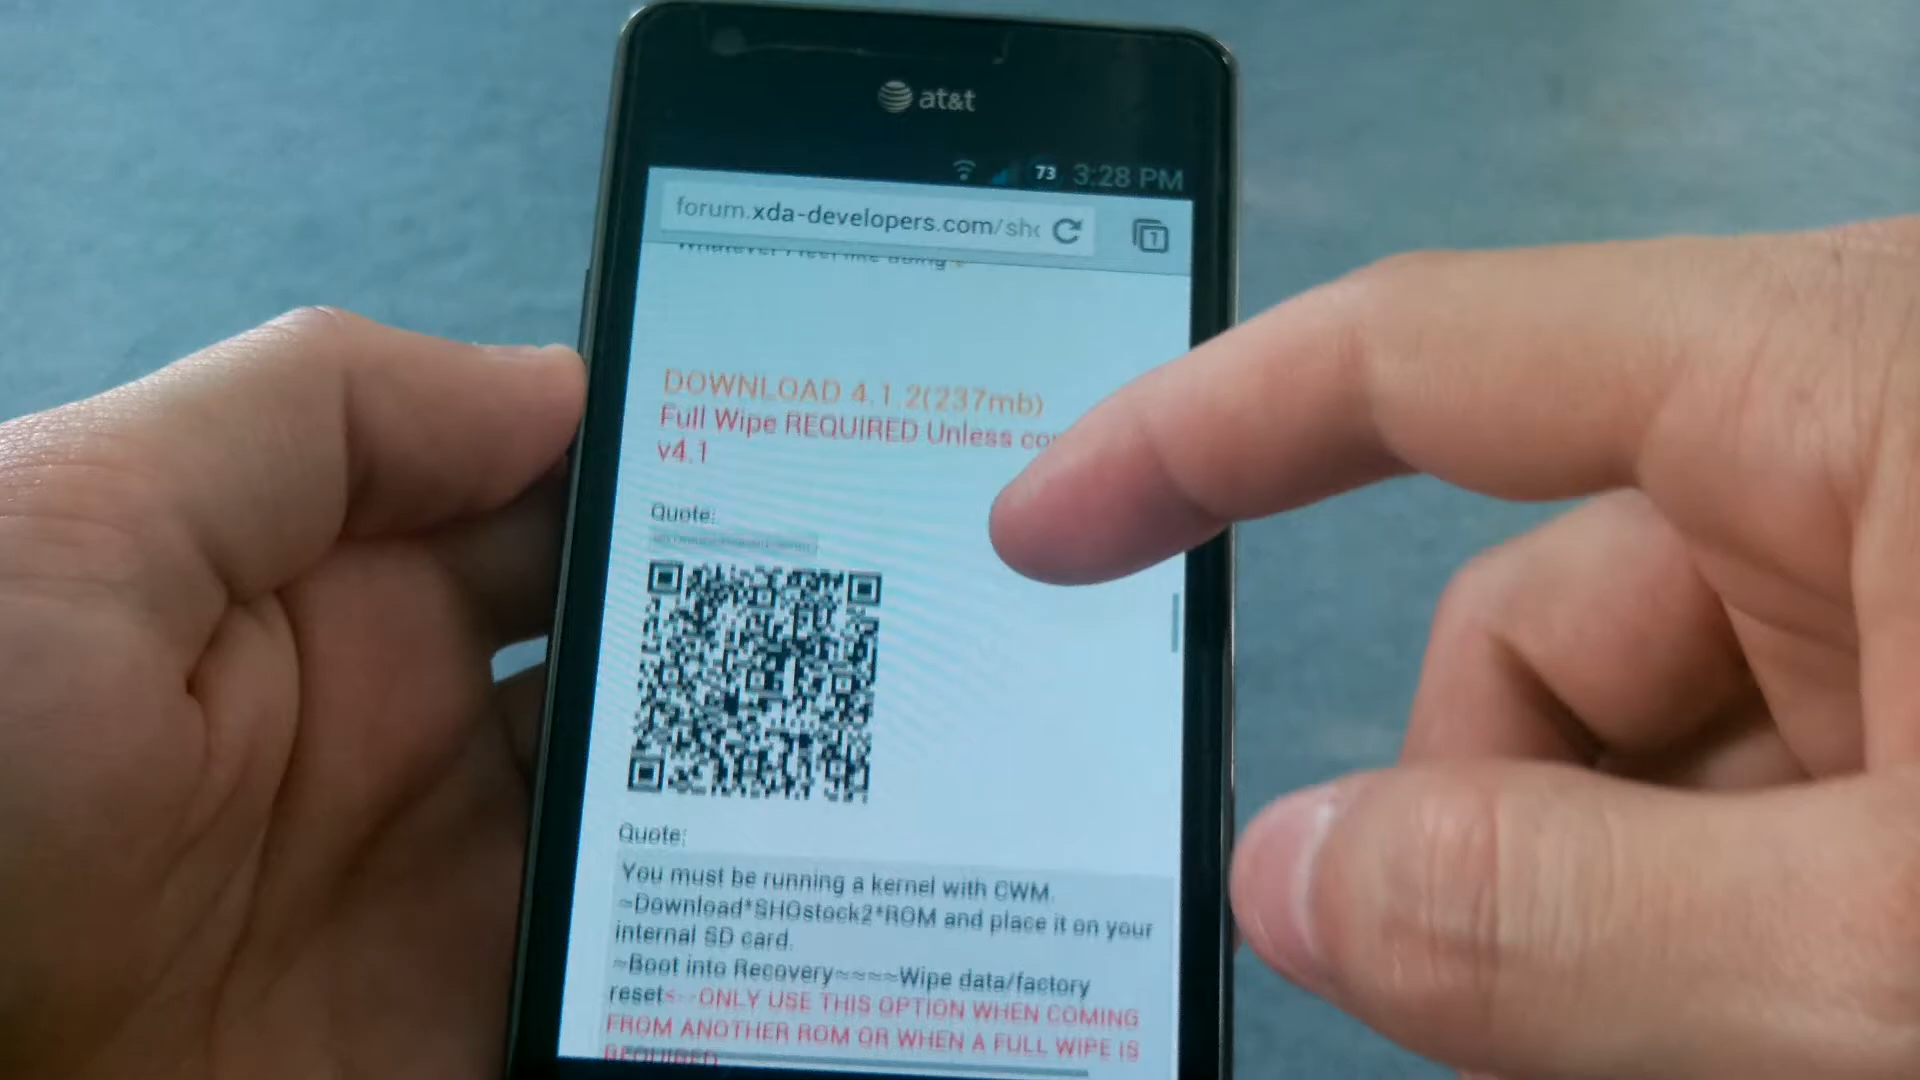 at&t
73 3:28 PM
forum.xda-developers.com/sho
1
DOWNLOAD 4.1.2(237mb)
Full Wipe REQUIRED Unless co
v4.1
Quote:
Quote:
You must be running a kernel with CWM.
~Download*SHOstock2*ROM and place it on your
internal SD card.
~Boot into Recovery~~~~Wipe data/factory
reset<--ONLY USE THIS OPTION WHEN COMING
FROM ANOTHER ROM OR WHEN A FULL WIPE IS
REQUIRED